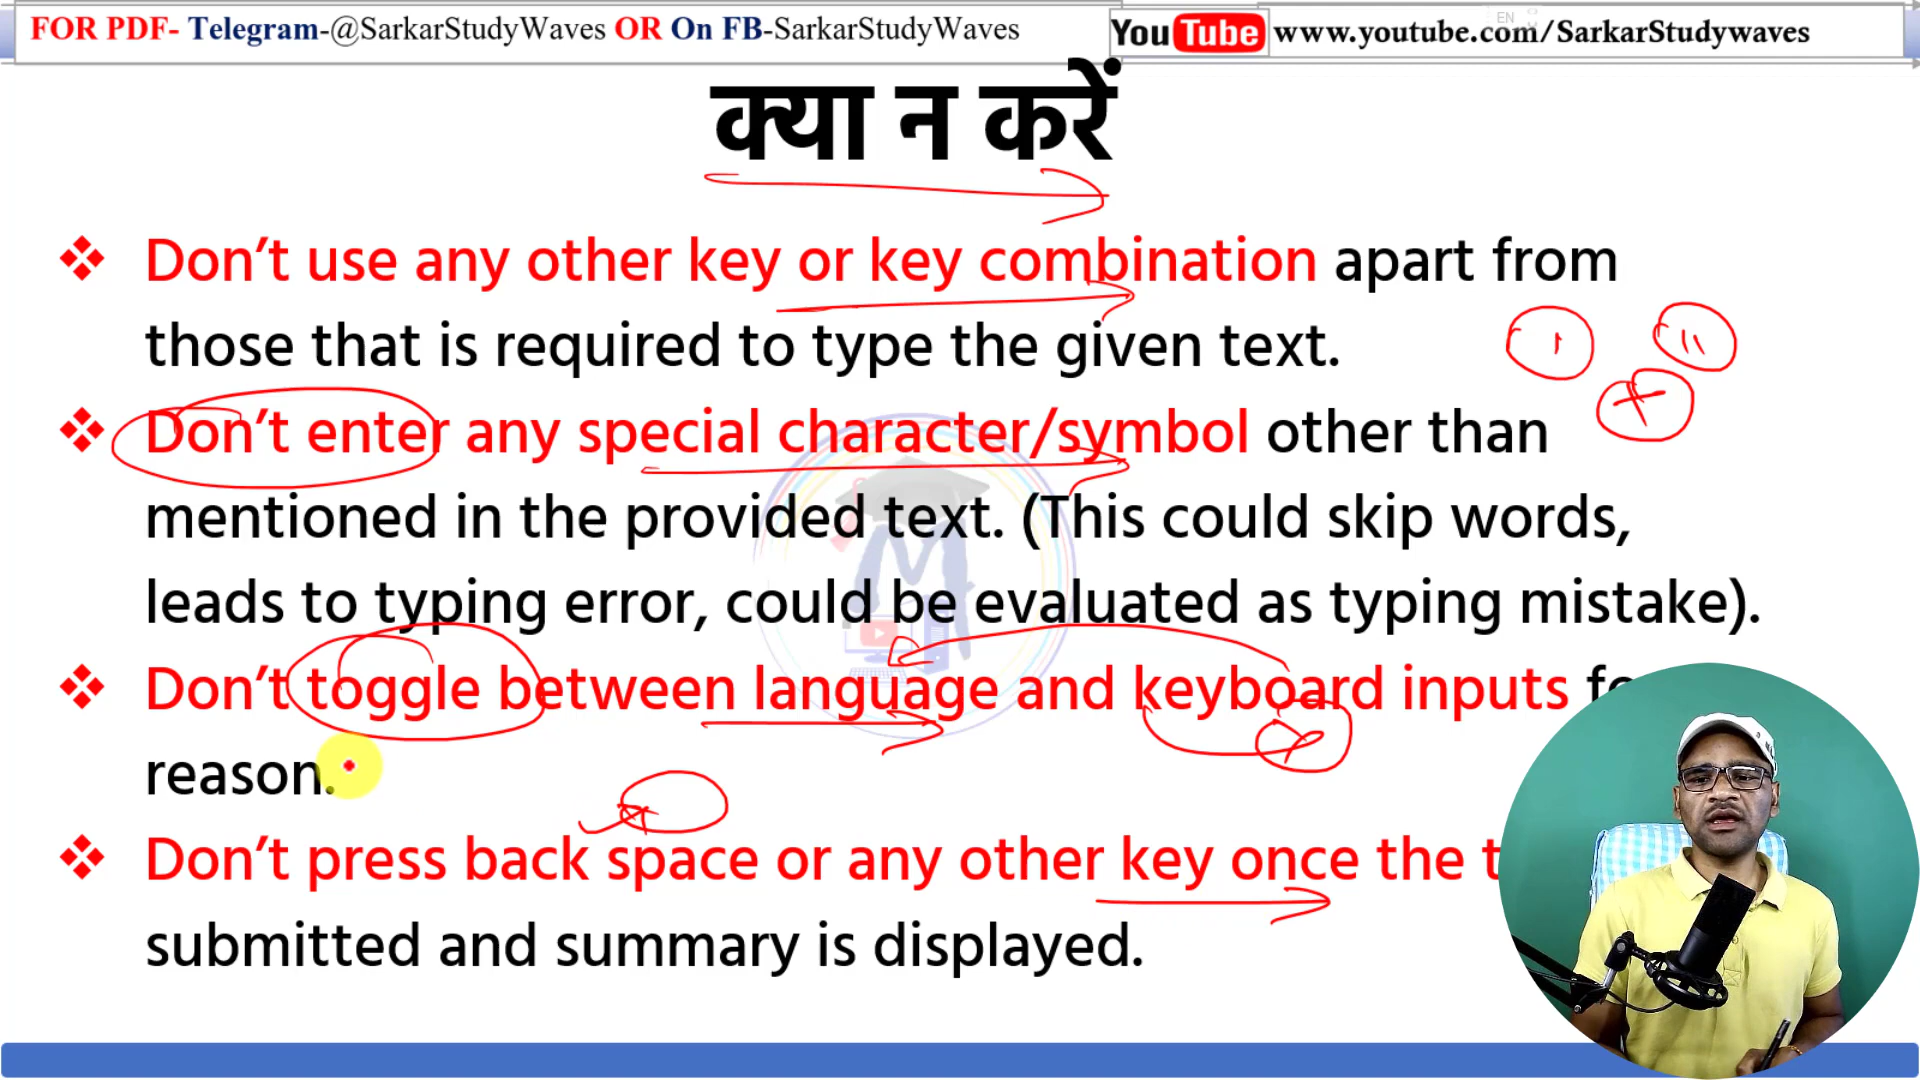 FOR PDF- Telegram-@SarkarStudyWaves OR On FB-SarkarStudyWaves
YouTube www.youtube.com/SarkarStudywaves
EN
क्या न करें
❖ Don’t use any other key or key combination apart from
those that is required to type the given text.
❖ Don’t enter any special character/symbol other than
mentioned in the provided text. (This could skip words,
leads to typing error, could be evaluated as typing mistake).
❖ Don’t toggle between language and keyboard inputs
reason.
❖ Don’t press back space or any other key once the
submitted and summary is displayed.